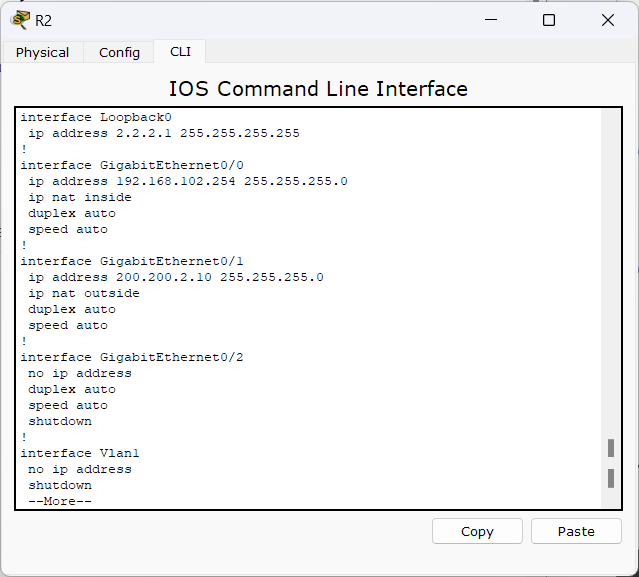 R2
Physical Config CLI
IOS Command Line Interface
interface Loopback0
 ip address 2.2.2.1 255.255.255.255
!
interface GigabitEthernet0/0
 ip address 192.168.102.254 255.255.255.0
 ip nat inside
 duplex auto
 speed auto
!
interface GigabitEthernet0/1
 ip address 200.200.2.10 255.255.255.0
 ip nat outside
 duplex auto
 speed auto
!
interface GigabitEthernet0/2
 no ip address
 duplex auto
 speed auto
 shutdown
!
interface Vlan1
 no ip address
 shutdown
 --More--
Copy Paste